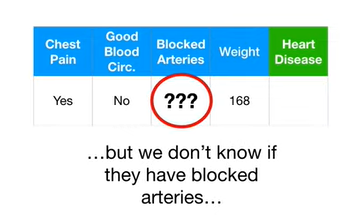 Chest Pain
Good Blood Circ.
Blocked Arteries
Weight
Heart Disease
Yes
No
???
168
…but we don’t know if
they have blocked
arteries…